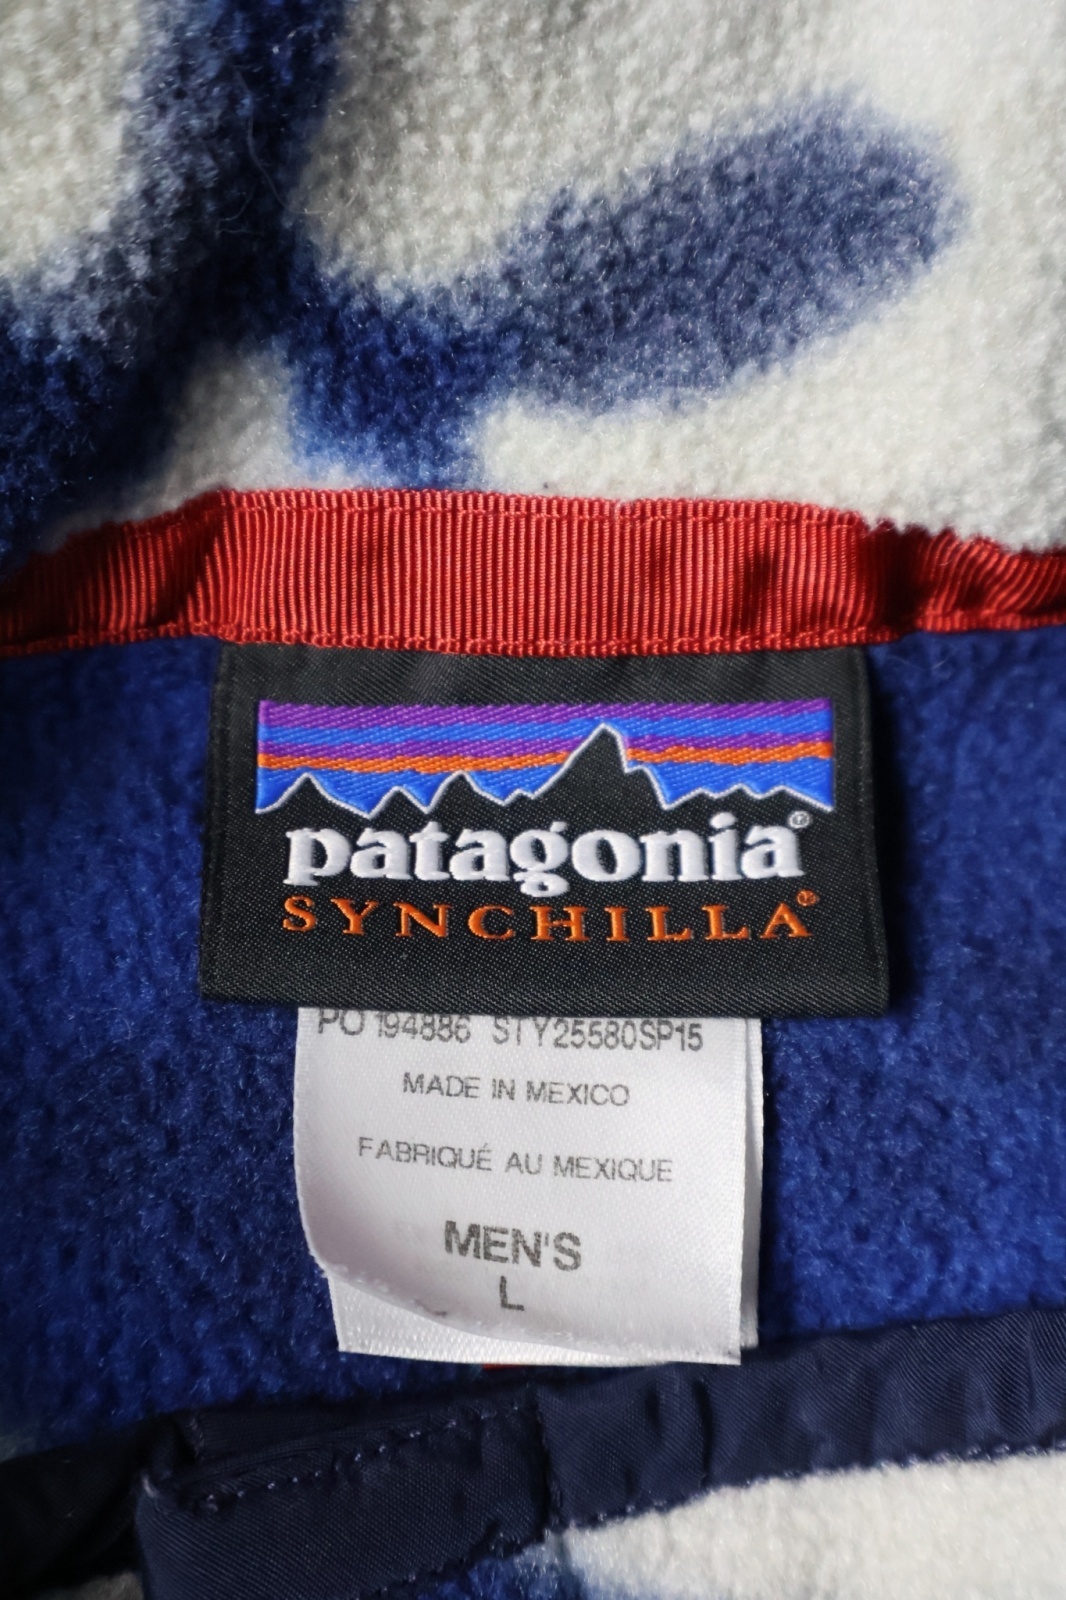 patagonia®
SYNCHILLA®
PO 194886 STY25580SP15
MADE IN MEXICO
FABRIQUÉ AU MEXIQUE
MEN'S
L